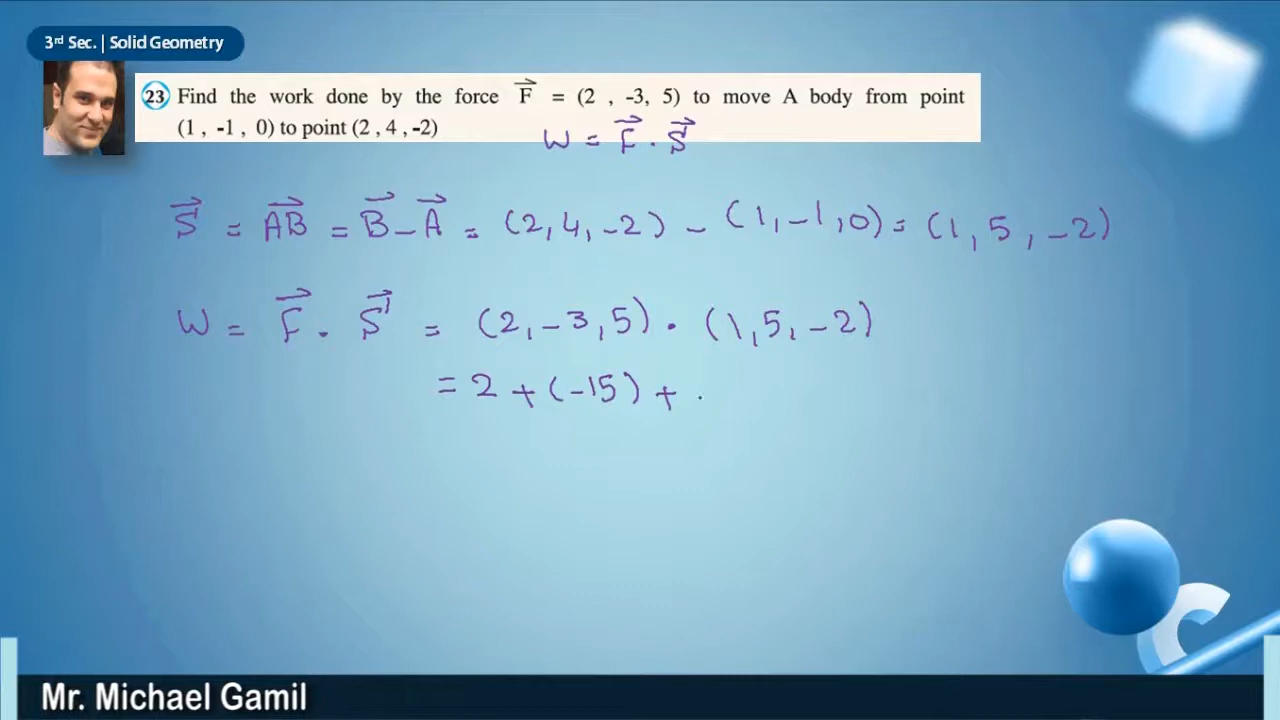 3rd Sec. | Solid Geometry
23 Find the work done by the force F⃗ = (2 , -3, 5) to move A body from point
(1 , -1 , 0) to point (2 , 4 , -2)
W = F⃗ . S⃗
S⃗ = AB⃗ = B⃗ - A⃗ = (2, 4, -2) - (1, -1, 0) = (1, 5, -2)
W = F⃗ . S⃗ = (2, -3, 5) . (1, 5, -2)
= 2 + (-15) + .
Mr. Michael Gamil